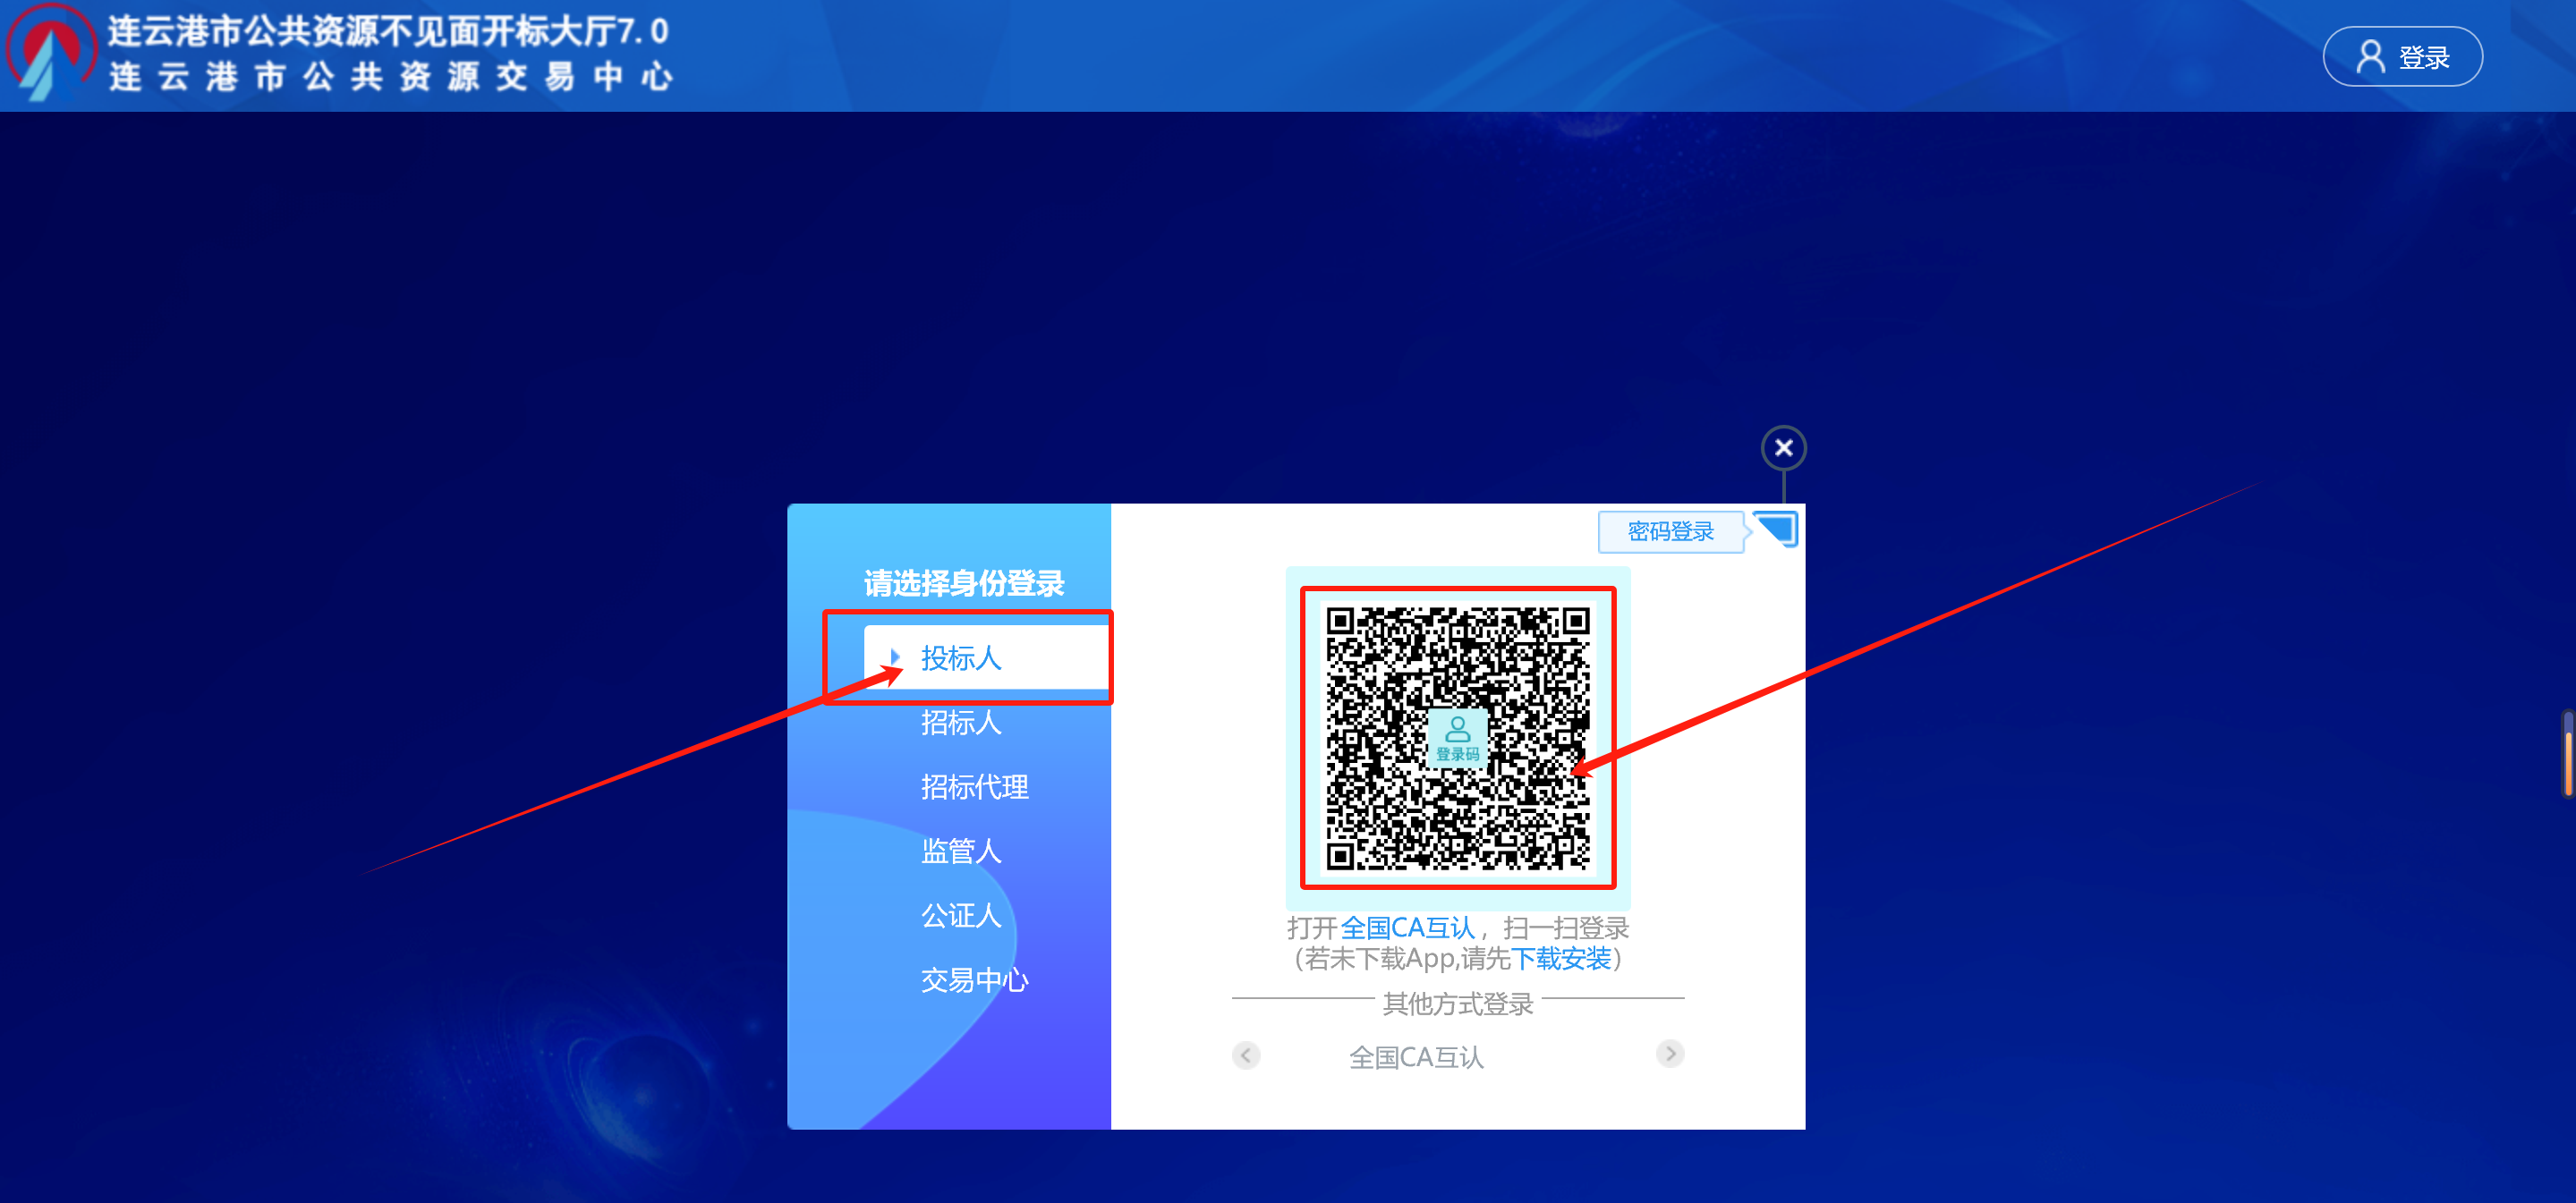 连云港市公共资源不见面开标大厅7.0
连云港市公共资源交易中心
登录
密码登录
请选择身份登录
投标人
招标人
招标代理
监管人
公证人
交易中心
登录码
打开全国CA互认，扫一扫登录
（若未下载App,请先下载安装）
其他方式登录
全国CA互认